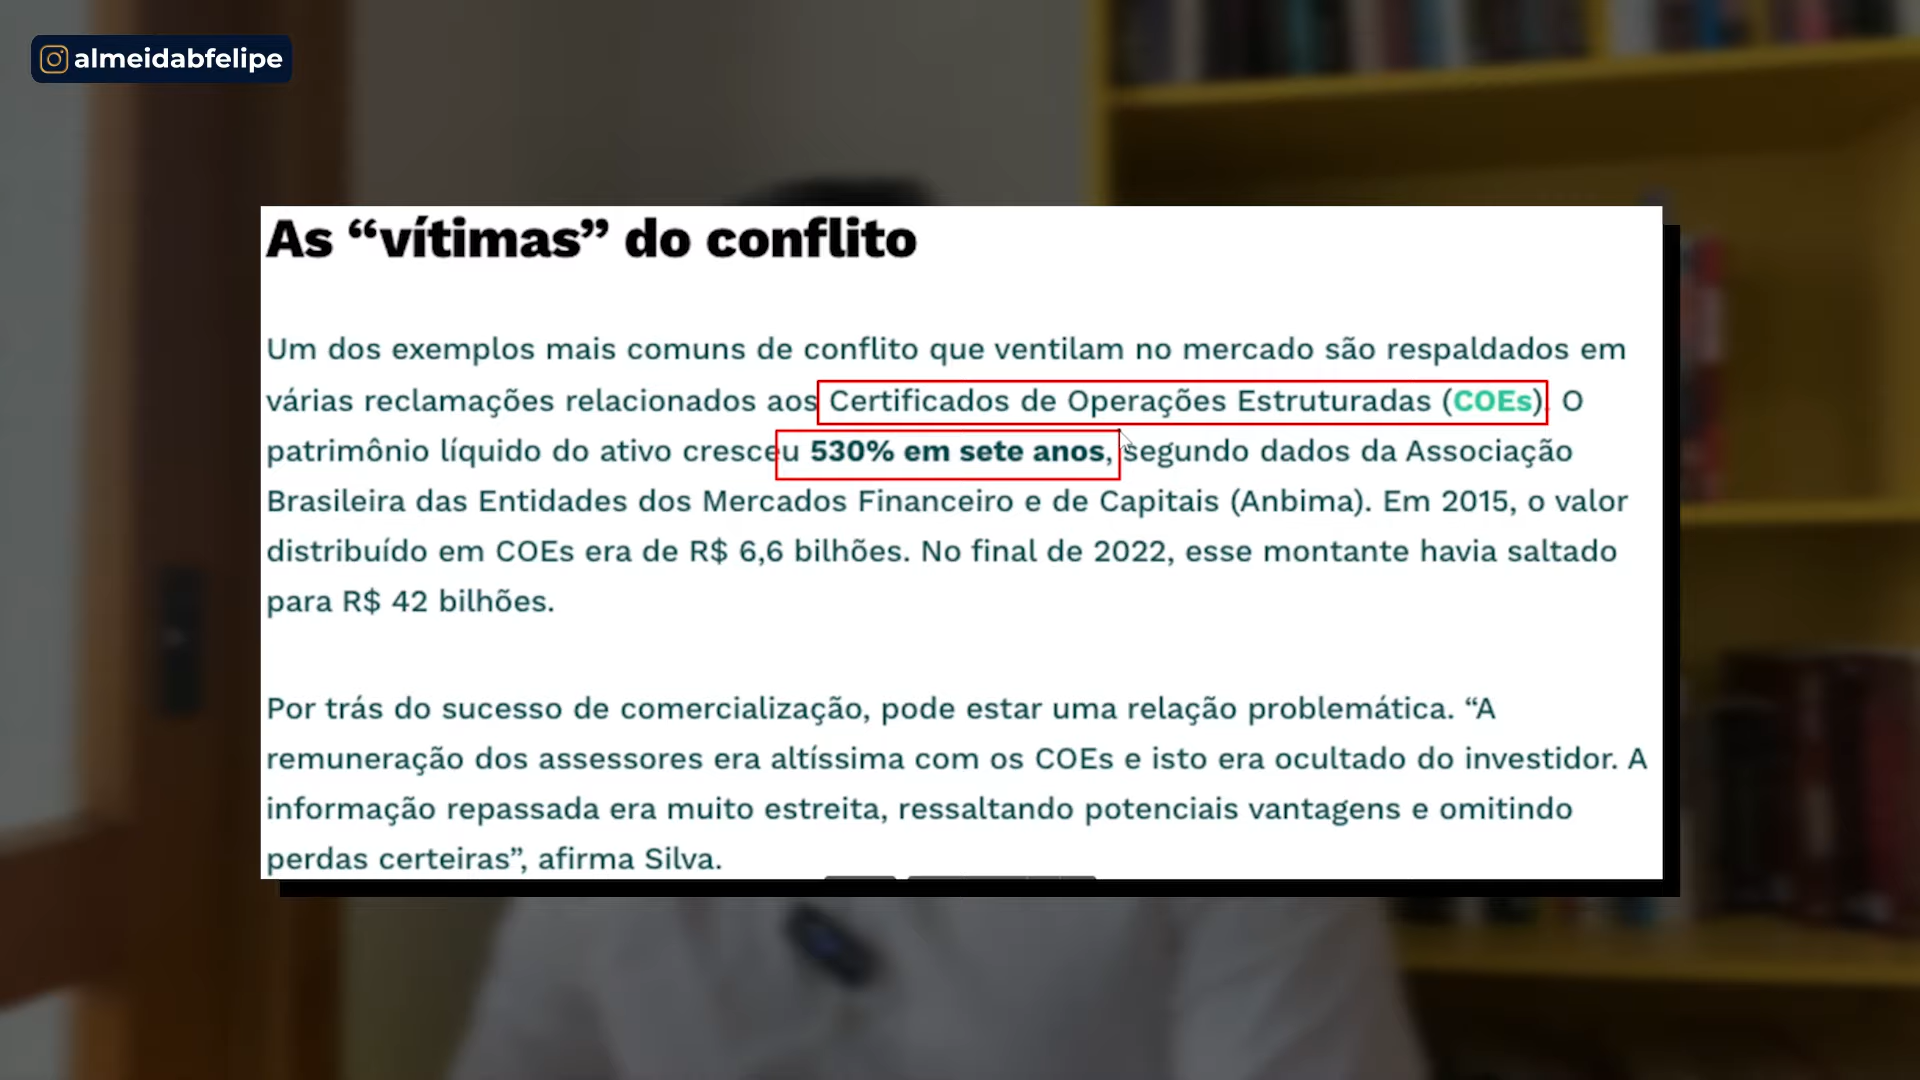 almeidabfelipe
As “vítimas” do conflito
Um dos exemplos mais comuns de conflito que ventilam no mercado são respaldados em
várias reclamações relacionados aos Certificados de Operações Estruturadas (COEs). O
patrimônio líquido do ativo cresceu 530% em sete anos, segundo dados da Associação
Brasileira das Entidades dos Mercados Financeiro e de Capitais (Anbima). Em 2015, o valor
distribuído em COEs era de R$ 6,6 bilhões. No final de 2022, esse montante havia saltado
para R$ 42 bilhões.
Por trás do sucesso de comercialização, pode estar uma relação problemática. “A
remuneração dos assessores era altíssima com os COEs e isto era ocultado do investidor. A
informação repassada era muito estreita, ressaltando potenciais vantagens e omitindo
perdas certeiras”, afirma Silva.